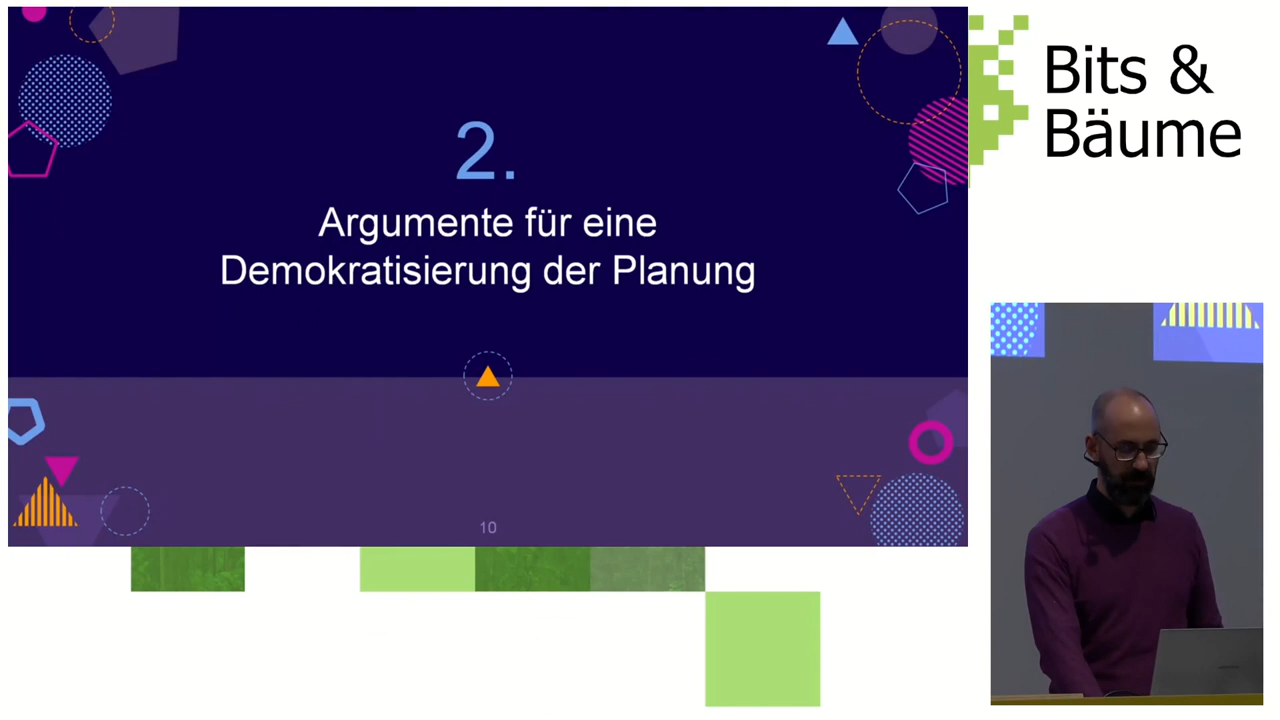 2.
Argumente für eine
Demokratisierung der Planung
10
Bits &
Bäume